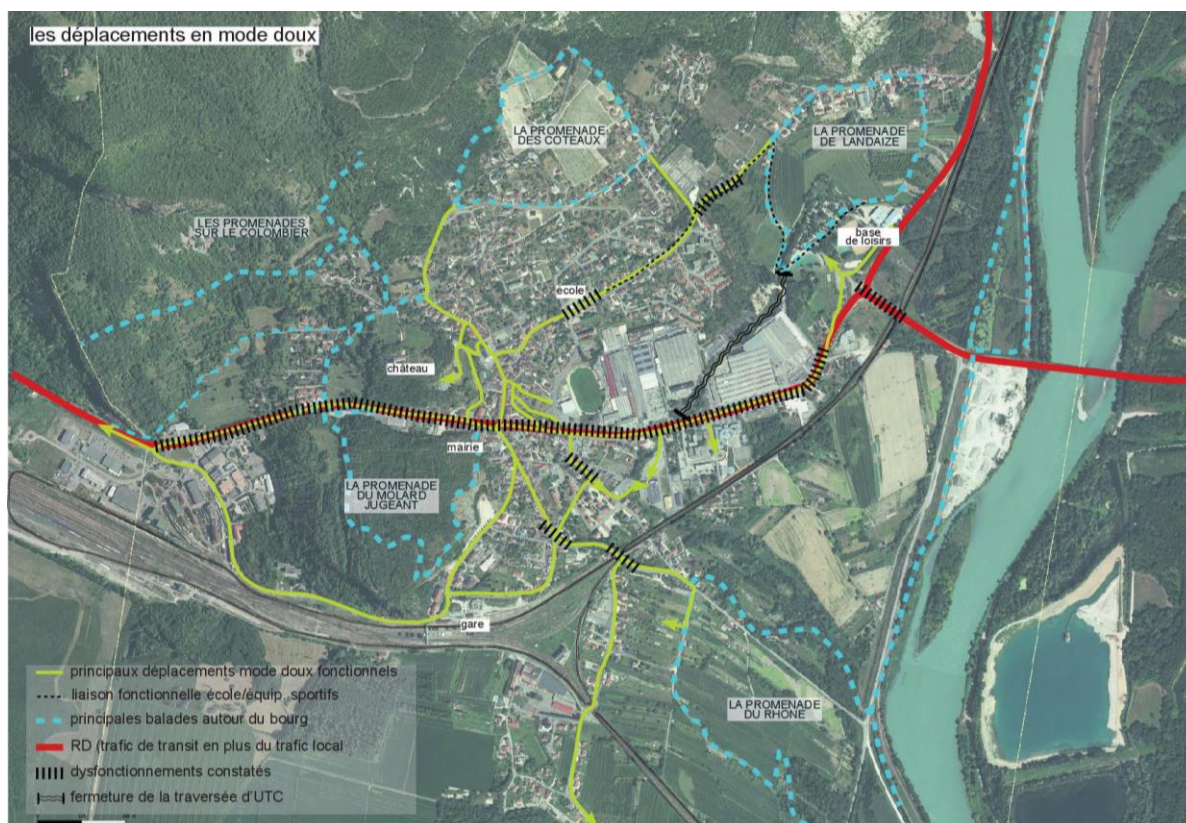 les déplacements en mode doux
LA PROMENADE
DES COTEAUX
LA PROMENADE
DE LANDAIZE
LES PROMENADES
SUR LE COLOMBIER
base
de loisirs
école
château
mairie
LA PROMENADE
DU MOLARD
JUGEANT
gare
LA PROMENADE
DU RHÔNE
principaux déplacements mode doux fonctionnels
liaison fonctionnelle école/équip. sportifs
principales balades autour du bourg
RD (trafic de transit en plus du trafic local
dysfonctionnements constatés
fermeture de la traversée d'UTC